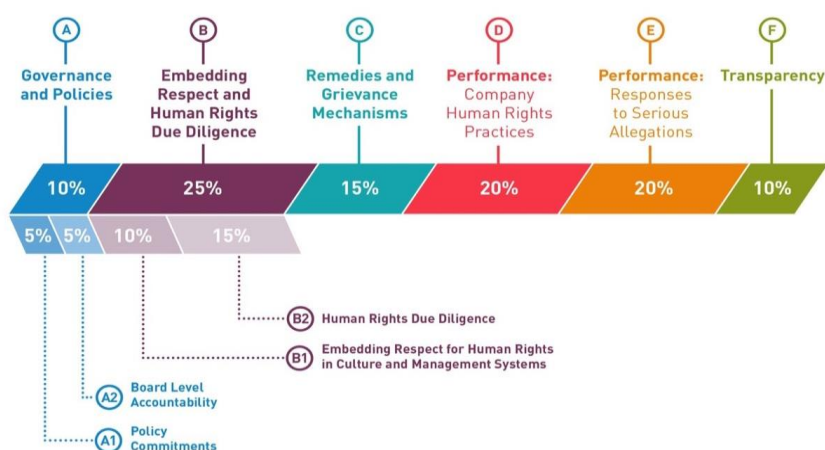 A
Governance
and Policies
B
Embedding
Respect and
Human Rights
Due Diligence
C
Remedies and
Grievance
Mechanisms
D
Performance:
Company
Human Rights
Practices
E
Performance:
Responses
to Serious
Allegations
F
Transparency
10%
25%
15%
20%
20%
10%
5%
5%
10%
15%
B2 Human Rights Due Diligence
B1 Embedding Respect for Human Rights
in Culture and Management Systems
A2 Board Level
Accountability
A1 Policy
Commitments